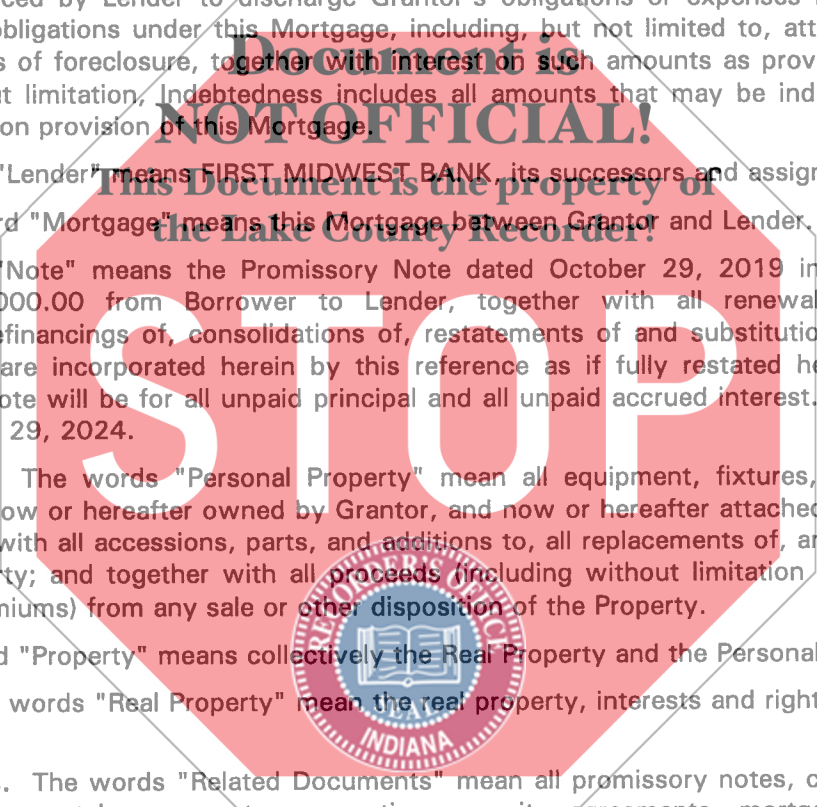 ced by Lender to discharge Grantor's obligations or expenses
obligations under this Mortgage, including, but not limited to, att
s of foreclosure, together with interest on such amounts as prov
ut limitation, Indebtedness includes all amounts that may be ind
on provision of this Mortgage.
Document is
NOT OFFICIAL!
This Document is the property of
the Lake County Recorder!
"Lender" means FIRST MIDWEST BANK, its successors and assign
rd "Mortgage" means this Mortgage between Grantor and Lender.
"Note" means the Promissory Note dated October 29, 2019 in
000.00 from Borrower to Lender, together with all renewal
efinancings of, consolidations of, restatements of and substitutio
are incorporated herein by this reference as if fully restated he
ote will be for all unpaid principal and all unpaid accrued interest.
29, 2024.
STOP
The words "Personal Property" mean all equipment, fixtures,
ow or hereafter owned by Grantor, and now or hereafter attached
with all accessions, parts, and additions to, all replacements of, a
rty; and together with all proceeds (including without limitation
miums) from any sale or other disposition of the Property.
d "Property" means collectively the Real Property and the Personal
words "Real Property" mean the real property, interests and right
RECORDER'S OFFICE
SEAL
INDIANA
. The words "Related Documents" mean all promissory notes, c